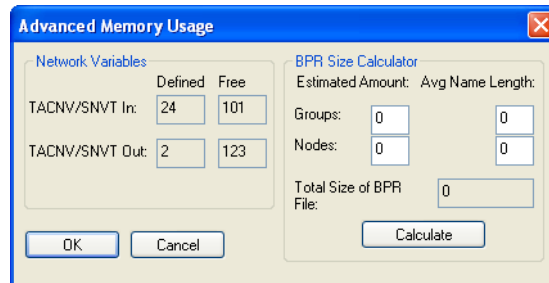 Advanced Memory Usage
Network Variables
Defined Free
TACNV/SNVT In: 24 101
TACNV/SNVT Out: 2 123
OK Cancel
BPR Size Calculator
Estimated Amount: Avg Name Length:
Groups: 0 0
Nodes: 0 0
Total Size of BPR 0
File:
Calculate